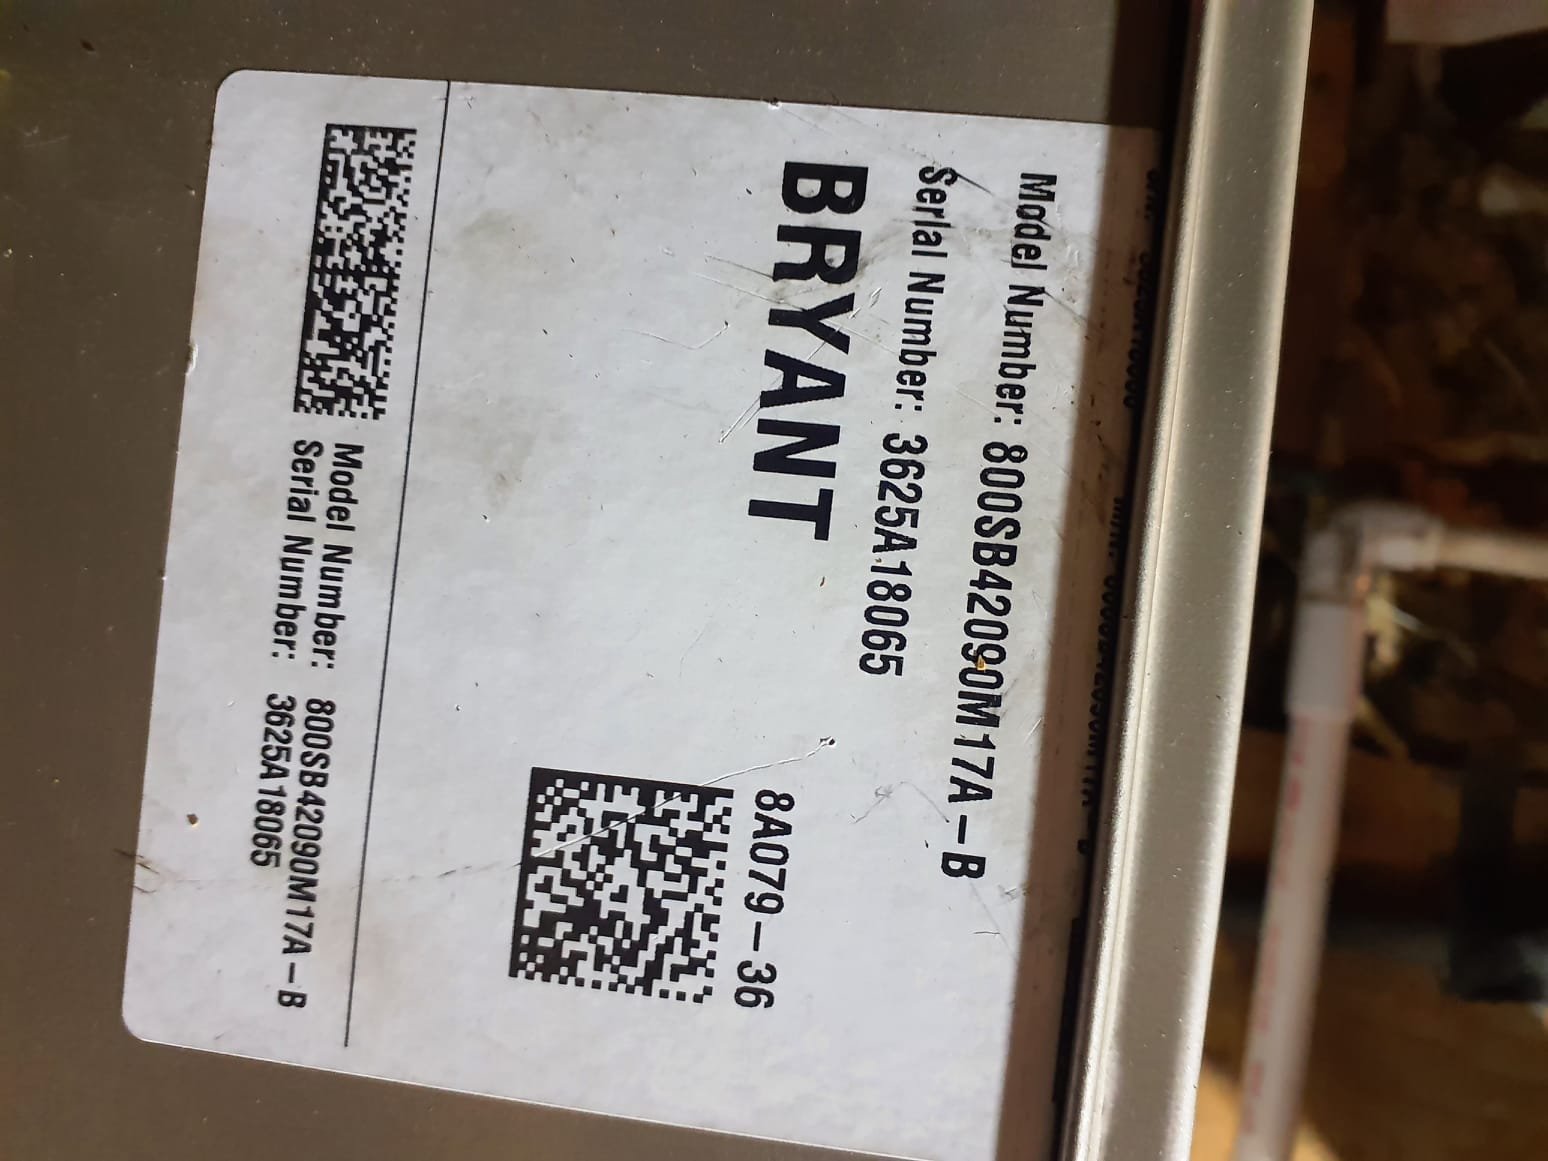 Model Number: 800SB42090M17A-B
Serial Number: 3625A18065
BRYANT
8A079-36
Model Number: 800SB42090M17A-B
Serial Number: 3625A18065